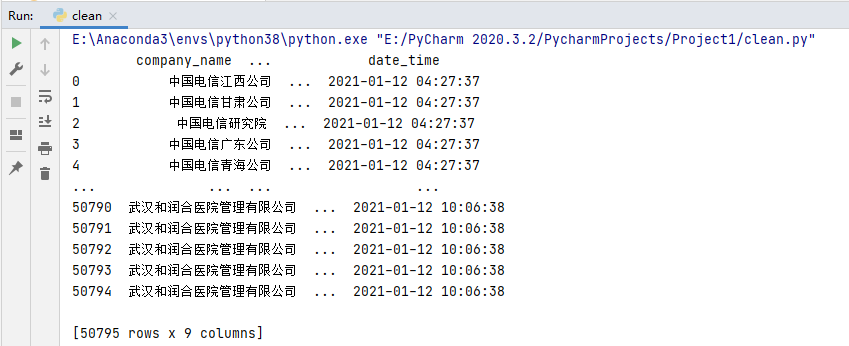 Run: clean
E:\Anaconda3\envs\python38\python.exe "E:/PyCharm 2020.3.2/PycharmProjects/Project1/clean.py"
company_name ... date_time
0 中国电信江西公司 ... 2021-01-12 04:27:37
1 中国电信甘肃公司 ... 2021-01-12 04:27:37
2 中国电信研究院 ... 2021-01-12 04:27:37
3 中国电信广东公司 ... 2021-01-12 04:27:37
4 中国电信青海公司 ... 2021-01-12 04:27:37
... ... ... ...
50790 武汉和润合医院管理有限公司 ... 2021-01-12 10:06:38
50791 武汉和润合医院管理有限公司 ... 2021-01-12 10:06:38
50792 武汉和润合医院管理有限公司 ... 2021-01-12 10:06:38
50793 武汉和润合医院管理有限公司 ... 2021-01-12 10:06:38
50794 武汉和润合医院管理有限公司 ... 2021-01-12 10:06:38
[50795 rows x 9 columns]